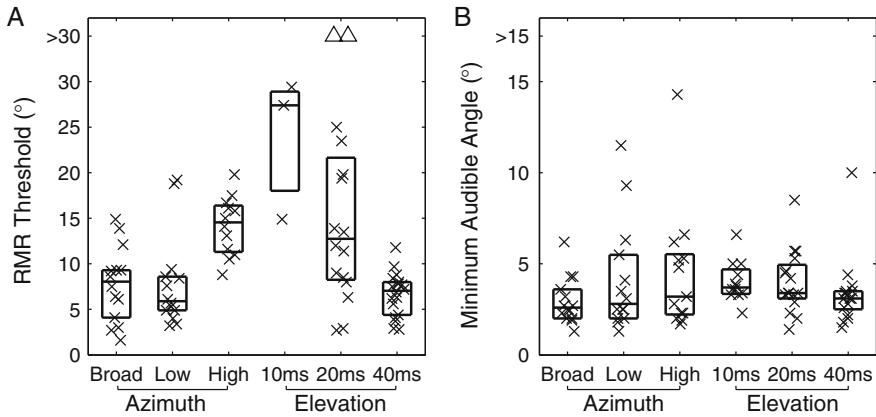 A
RMR Threshold (°)
>30
30
25
20
15
10
5
0
Broad Low High 10ms 20ms 40ms
Azimuth Elevation
B
Minimum Audible Angle (°)
>15
15
10
5
0
Broad Low High 10ms 20ms 40ms
Azimuth Elevation